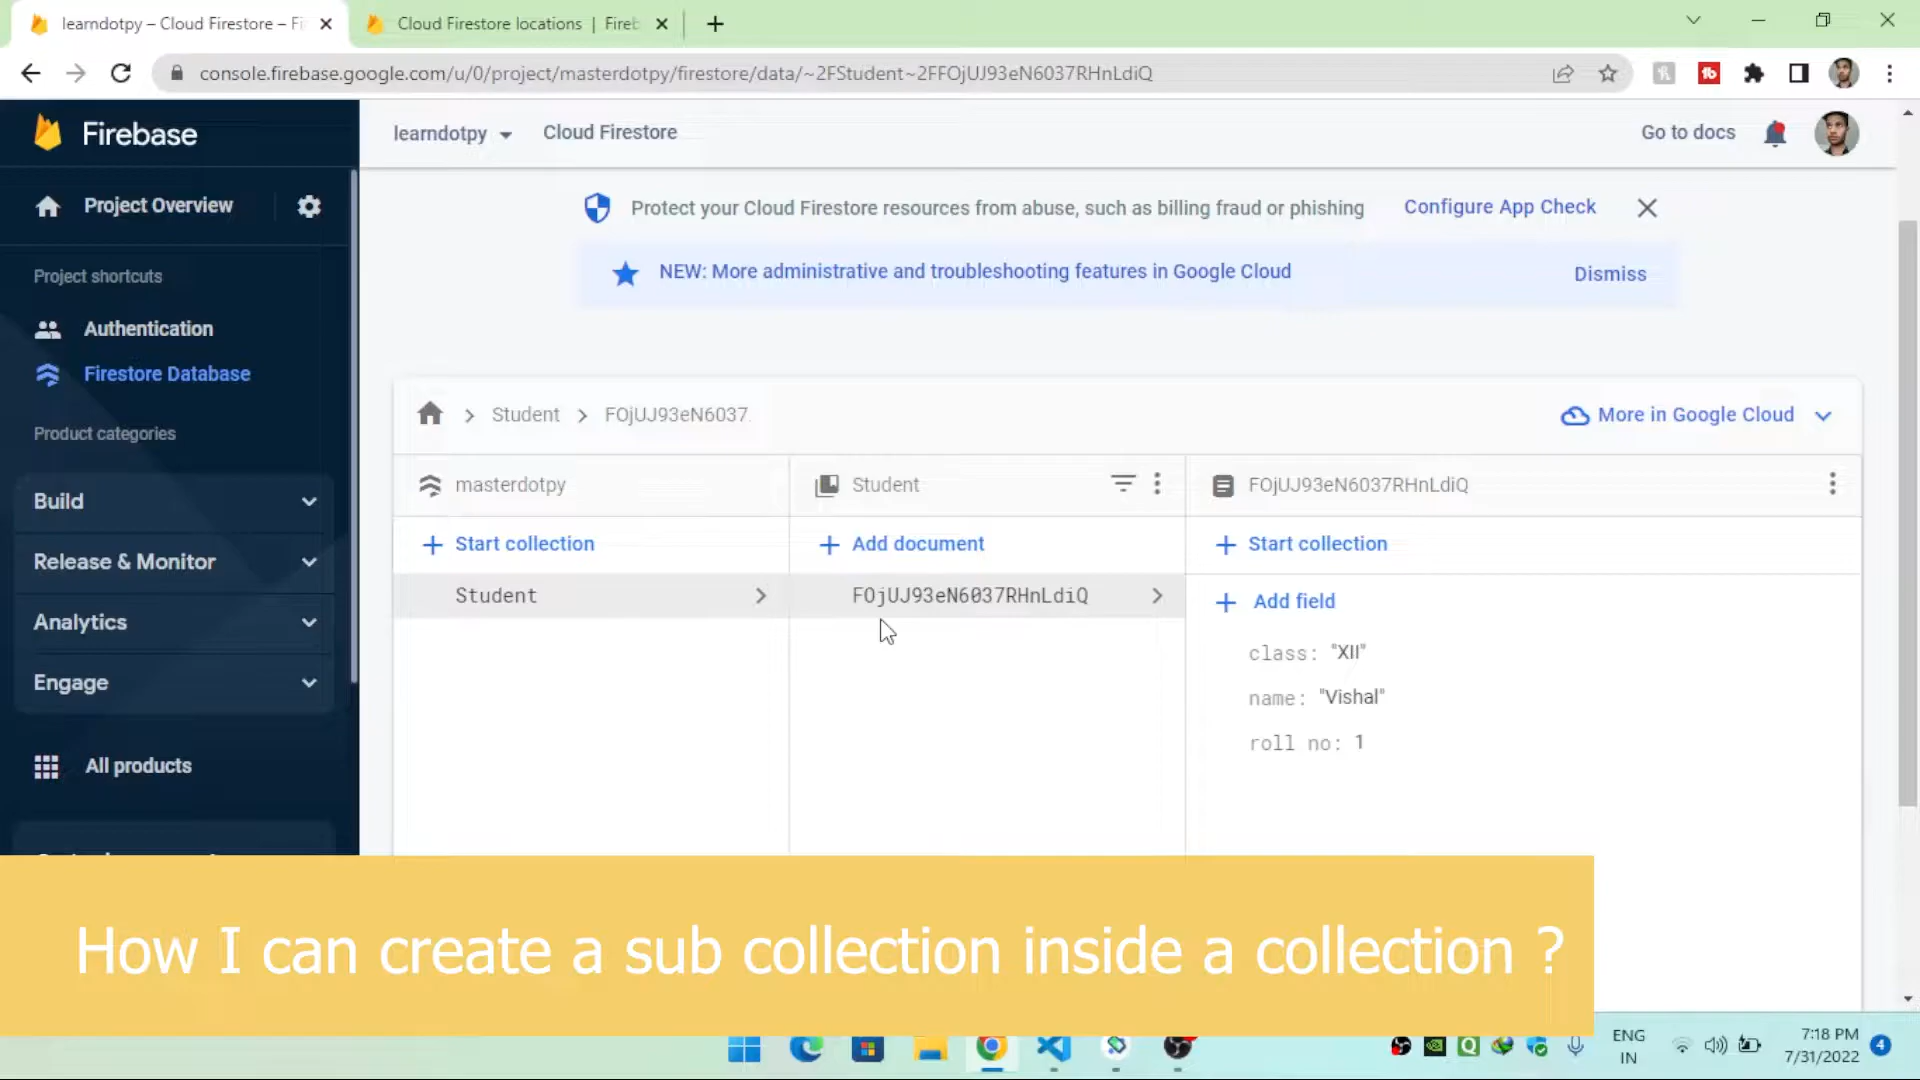 learndotpy – Cloud Firestore – Fi
Cloud Firestore locations | Fireb
console.firebase.google.com/u/0/project/masterdotpy/firestore/data/~2FStudent~2FFOjUJ93eN6037RHnLdiQ
Firebase
learndotpy
Cloud Firestore
Go to docs
Project Overview
Protect your Cloud Firestore resources from abuse, such as billing fraud or phishing
Configure App Check
NEW: More administrative and troubleshooting features in Google Cloud
Dismiss
Project shortcuts
Authentication
Firestore Database
Product categories
Build
Release & Monitor
Analytics
Engage
All products
Student
FOjUJ93eN6037
More in Google Cloud
masterdotpy
Student
FOjUJ93eN6037RHnLdiQ
Start collection
Add document
Start collection
Student
FOjUJ93eN6037RHnLdiQ
Add field
class: "XII"
name: "Vishal"
roll no: 1
How I can create a sub collection inside a collection ?
ENG
IN
7:18 PM
7/31/2022
4